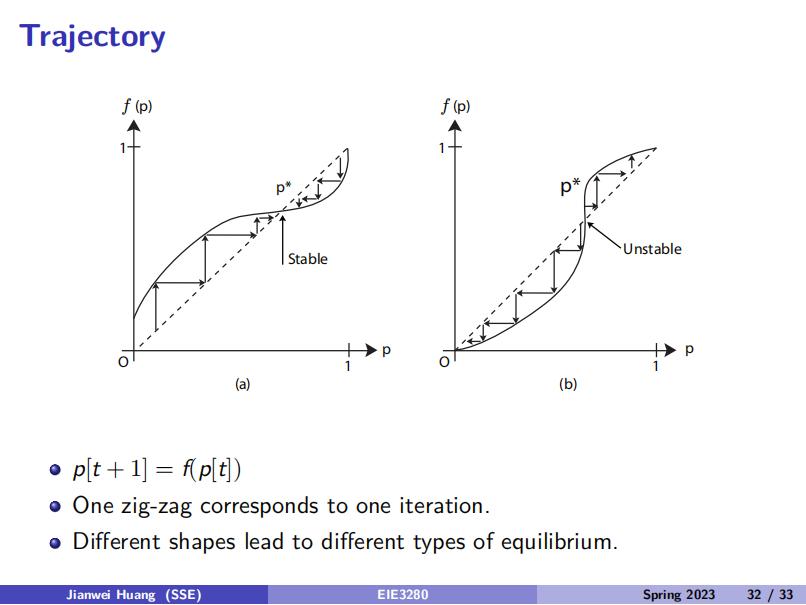 Trajectory
f (p)
1
p*
Stable
O
1
p
(a)
f (p)
1
p*
Unstable
O
1
p
(b)
p[t + 1] = f(p[t])
One zig-zag corresponds to one iteration.
Different shapes lead to different types of equilibrium.
Jianwei Huang (SSE) EIE3280 Spring 2023 32 / 33